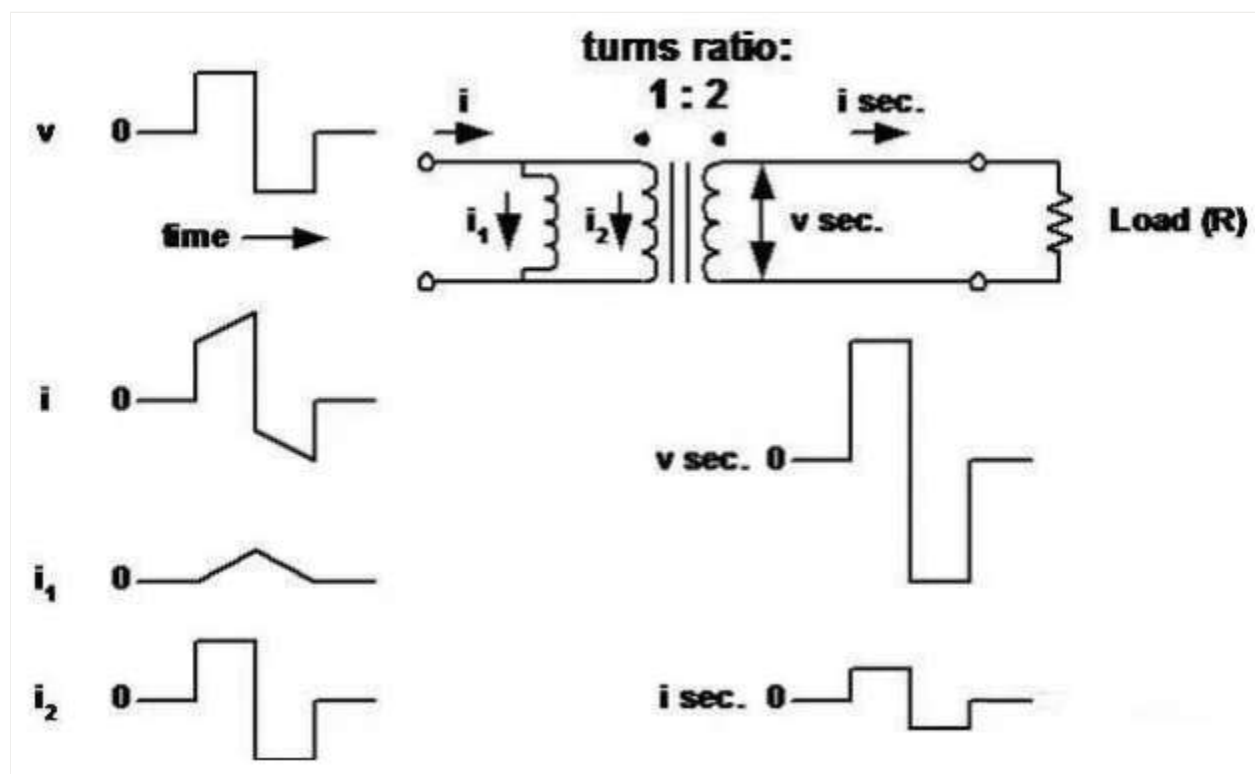 turns ratio:
1 : 2
v 0
i
i sec.
time
i₁
i₂
v sec.
Load (R)
i 0
v sec. 0
i₁ 0
i₂ 0
i sec. 0